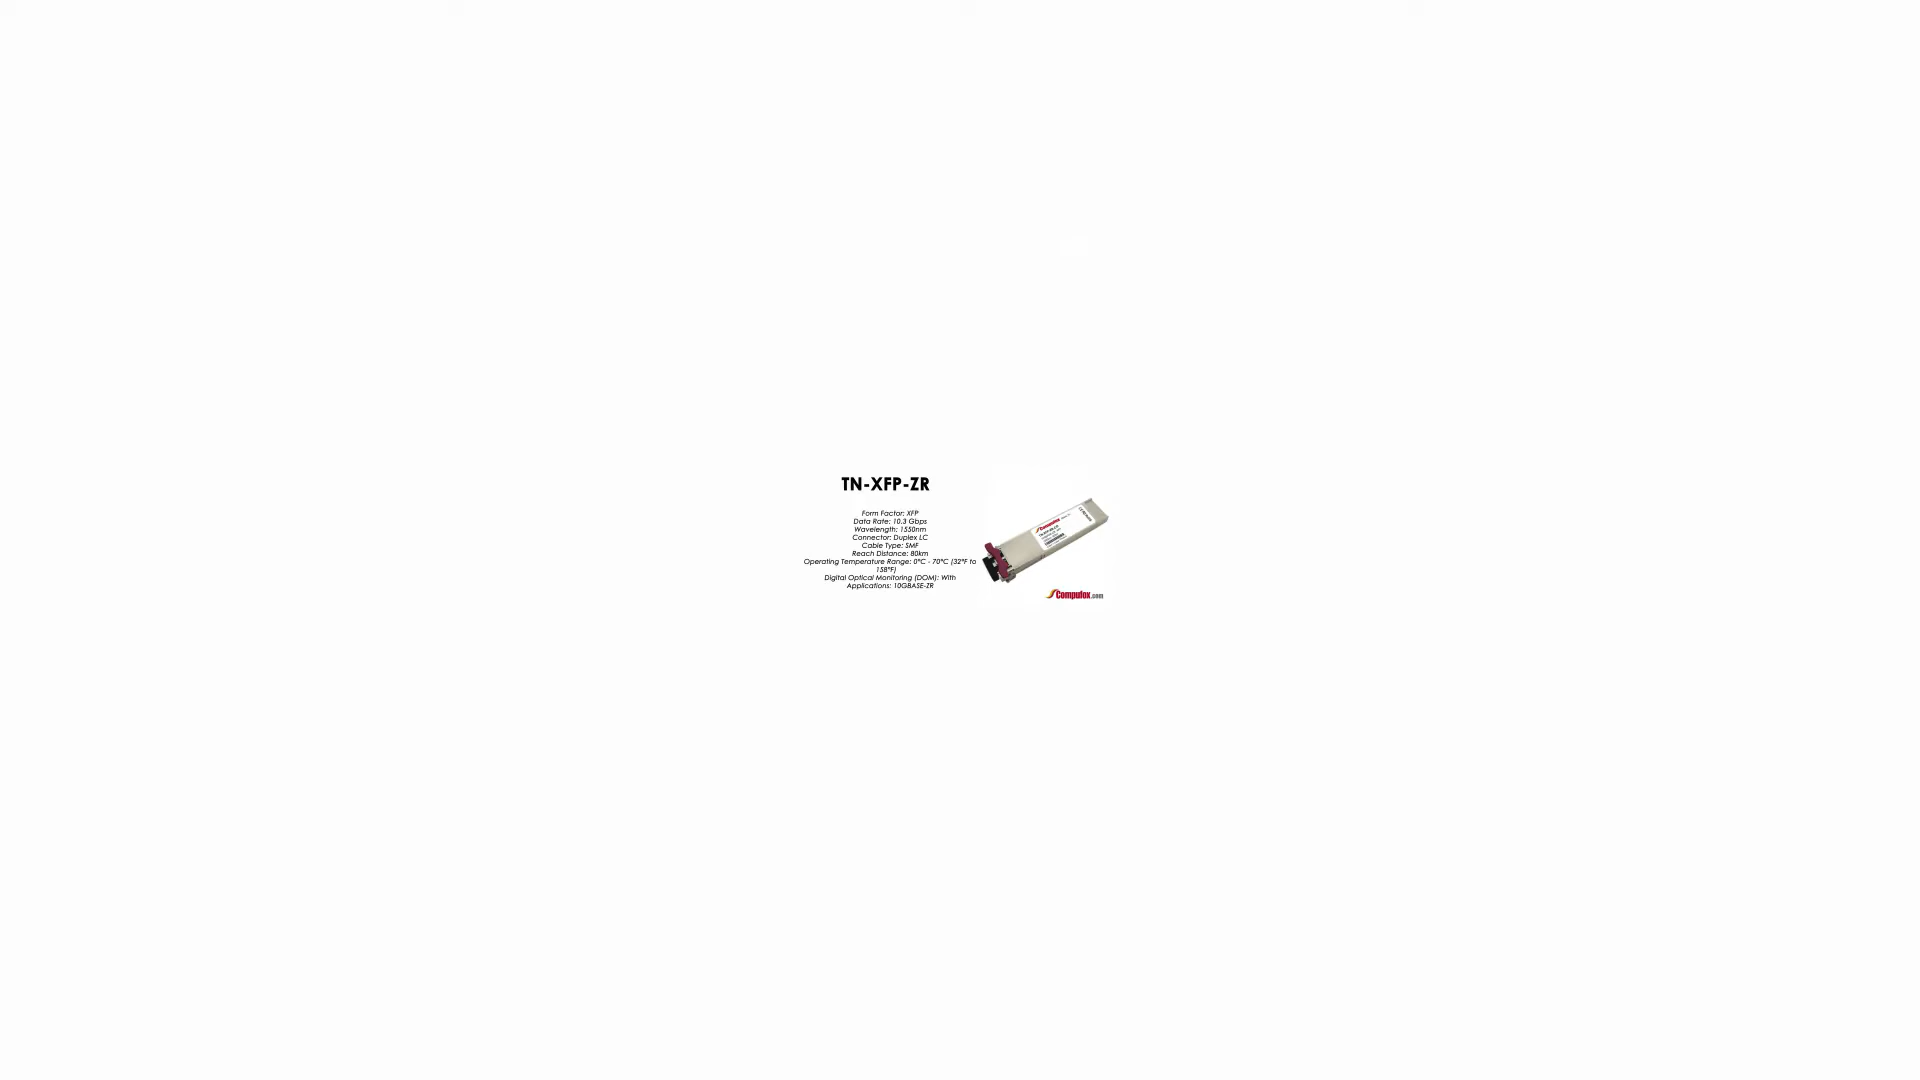 TN-XFP-ZR
Form Factor: XFP
Data Rate: 10.3 Gbps
Wavelength: 1550nm
Connector: Duplex LC
Cable Type: SMF
Reach Distance: 80km
Operating Temperature Range: 0°C - 70°C (32°F to
158°F)
Digital Optical Monitoring (DOM): With
Applications: 10GBASE-ZR
Compufox
Compufox.com